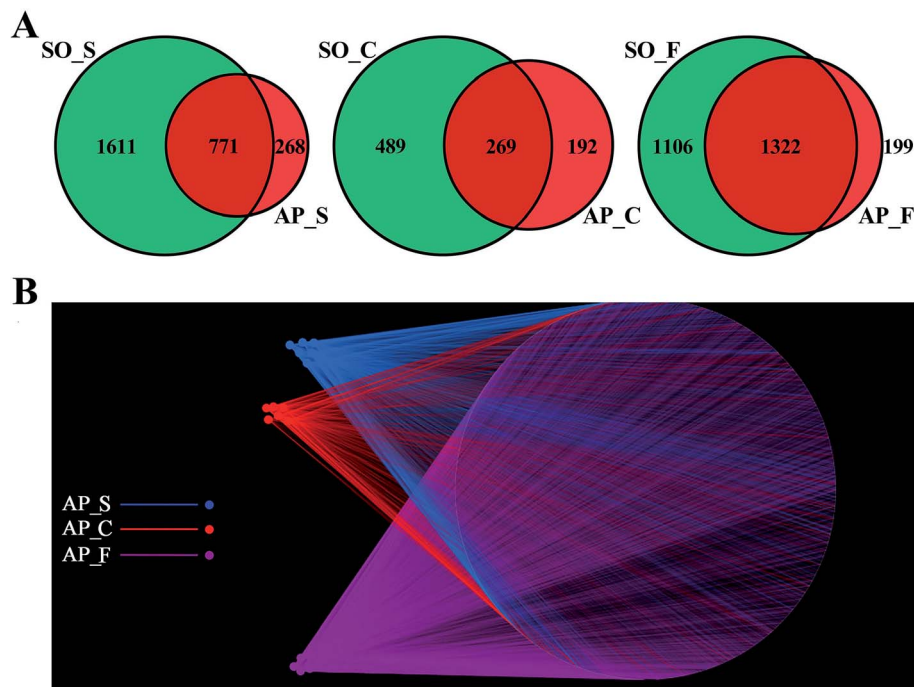 A
SO_S
SO_C
SO_F
1611
771
268
489
269
192
1106
1322
199
AP_S
AP_C
AP_F
B
AP_S
AP_C
AP_F